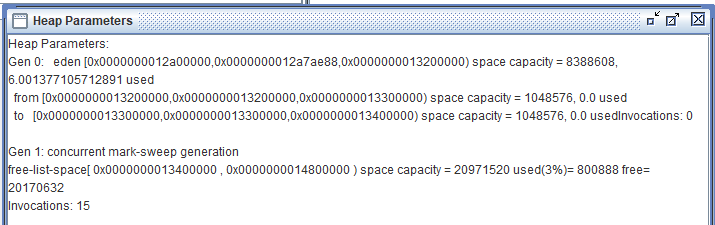 Heap Parameters
Heap Parameters:
Gen 0:   eden [0x0000000012a00000,0x0000000012a7ae88,0x0000000013200000) space capacity = 8388608,
6.001377105712891 used
  from [0x0000000013200000,0x0000000013200000,0x0000000013300000) space capacity = 1048576, 0.0 used
  to   [0x0000000013300000,0x0000000013300000,0x0000000013400000) space capacity = 1048576, 0.0 usedInvocations: 0
Gen 1: concurrent mark-sweep generation
free-list-space[ 0x0000000013400000 , 0x0000000014800000 ) space capacity = 20971520 used(3%)= 800888 free=
20170632
Invocations: 15